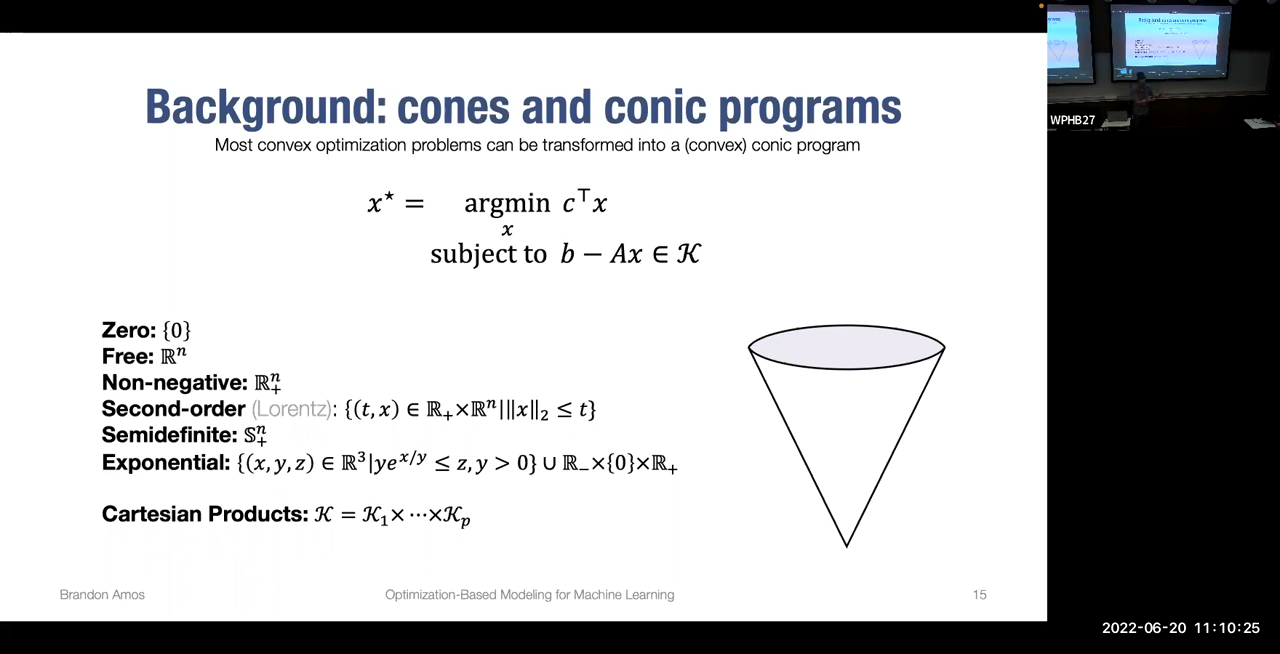 Background: cones and conic programs
Most convex optimization problems can be transformed into a (convex) conic program
x⋆ = argmin cᵀx
x
subject to b − Ax ∈ 𝒦
Zero: {0}
Free: ℝⁿ
Non-negative: ℝⁿ₊
Second-order (Lorentz): {(t, x) ∈ ℝ₊×ℝⁿ|‖x‖₂ ≤ t}
Semidefinite: 𝕊ⁿ₊
Exponential: {(x, y, z) ∈ ℝ³|yeˣ/ʸ ≤ z, y > 0} ∪ ℝ₋×{0}×ℝ₊
Cartesian Products: 𝒦 = 𝒦₁×⋯×𝒦ₚ
Brandon Amos
Optimization-Based Modeling for Machine Learning
15
WPHB27
2022-06-20 11:10:25